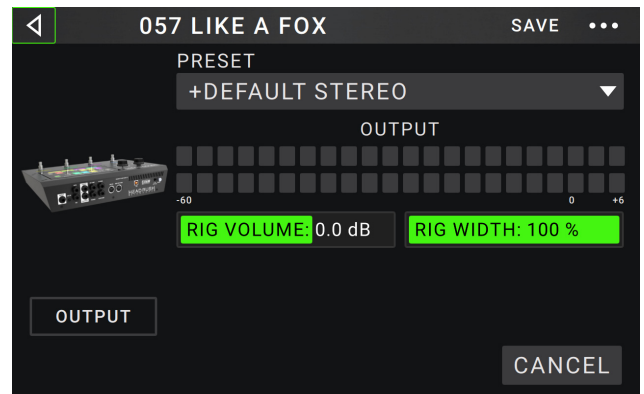 057 LIKE A FOX
SAVE
PRESET
+DEFAULT STEREO
OUTPUT
-60 0 +6
HEADRUSH
RIG VOLUME: 0.0 dB
RIG WIDTH: 100 %
OUTPUT
CANCEL